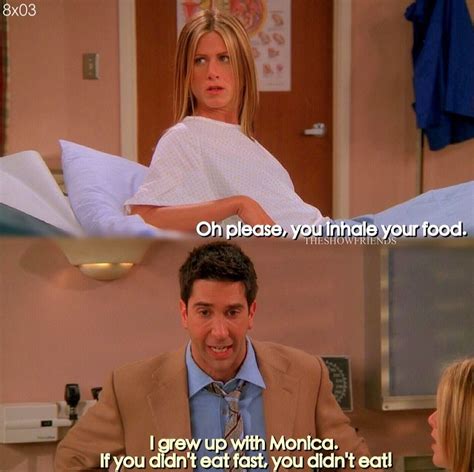 8x03
Oh please, you inhale your food.
THESHOWFRIENDS
I grew up with Monica.
If you didn't eat fast, you didn't eat!